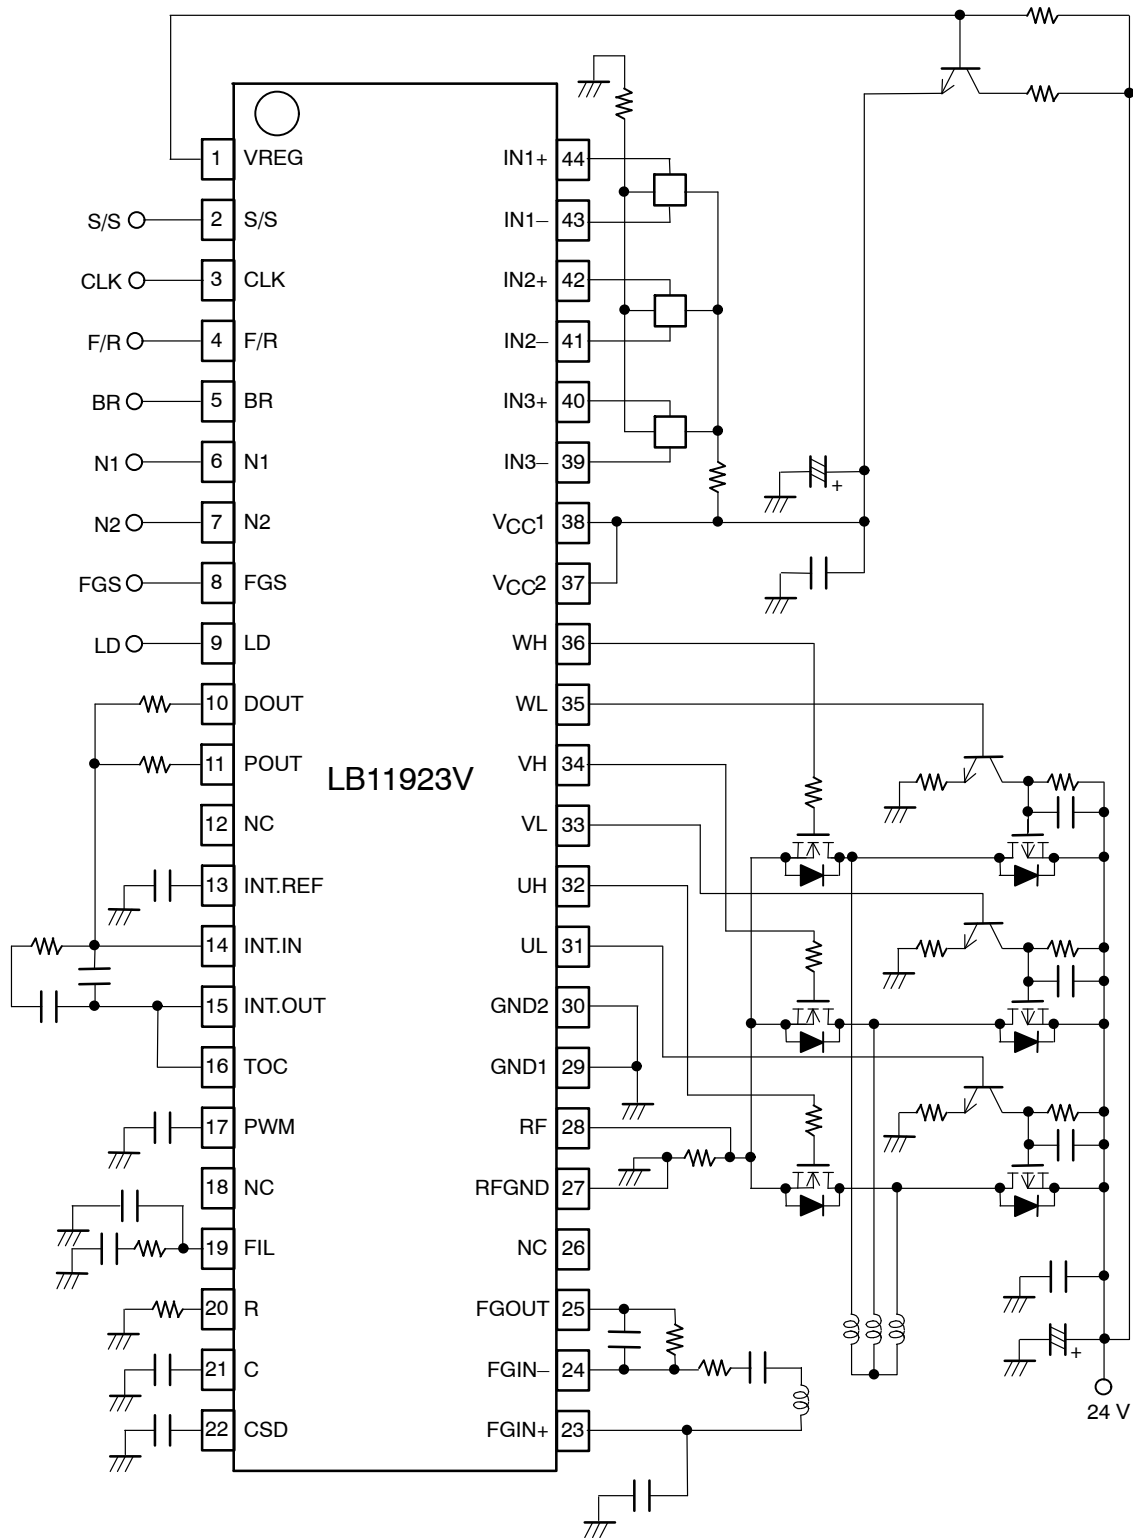 1 VREG IN1+ 44
S/S 2 S/S IN1– 43
CLK 3 CLK IN2+ 42
F/R 4 F/R IN2– 41
BR 5 BR IN3+ 40
N1 6 N1 IN3– 39
+
N2 7 N2 VCC1 38
FGS 8 FGS VCC2 37
LD 9 LD WH 36
10 DOUT WL 35
11 POUT VH 34
LB11923V
12 NC VL 33
13 INT.REF UH 32
14 INT.IN UL 31
15 INT.OUT GND2 30
16 TOC GND1 29
17 PWM RF 28
18 NC RFGND 27
19 FIL NC 26
20 R FGOUT 25
+
21 C FGIN– 24
24 V
22 CSD FGIN+ 23